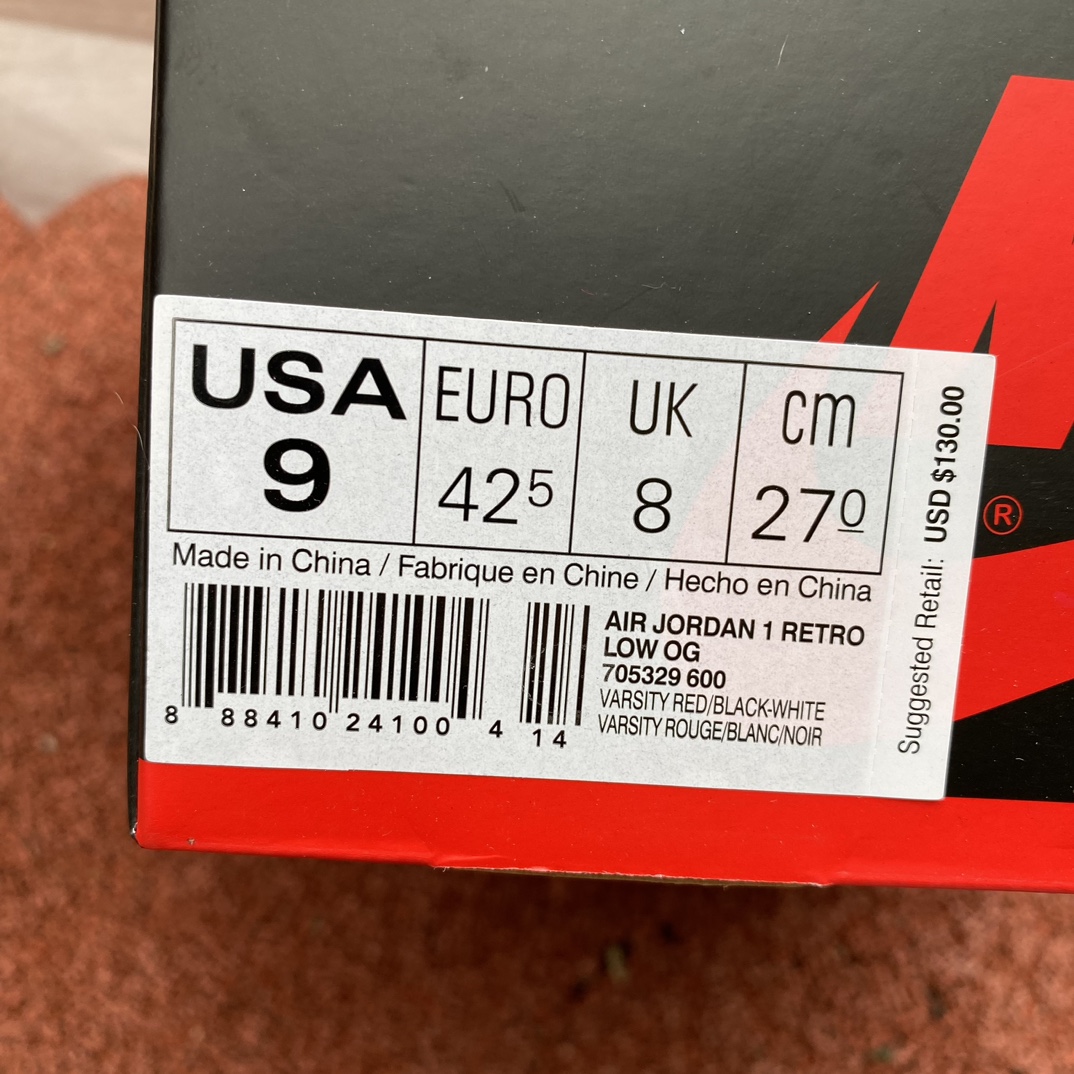 USA EURO UK cm
9 425 8 270
Made in China / Fabrique en Chine / Hecho en China
AIR JORDAN 1 RETRO
LOW OG
705329 600
VARSITY RED/BLACK-WHITE
VARSITY ROUGE/BLANC/NOIR
8 88410 24100 4 14
Suggested Retail: USD $130.00
®